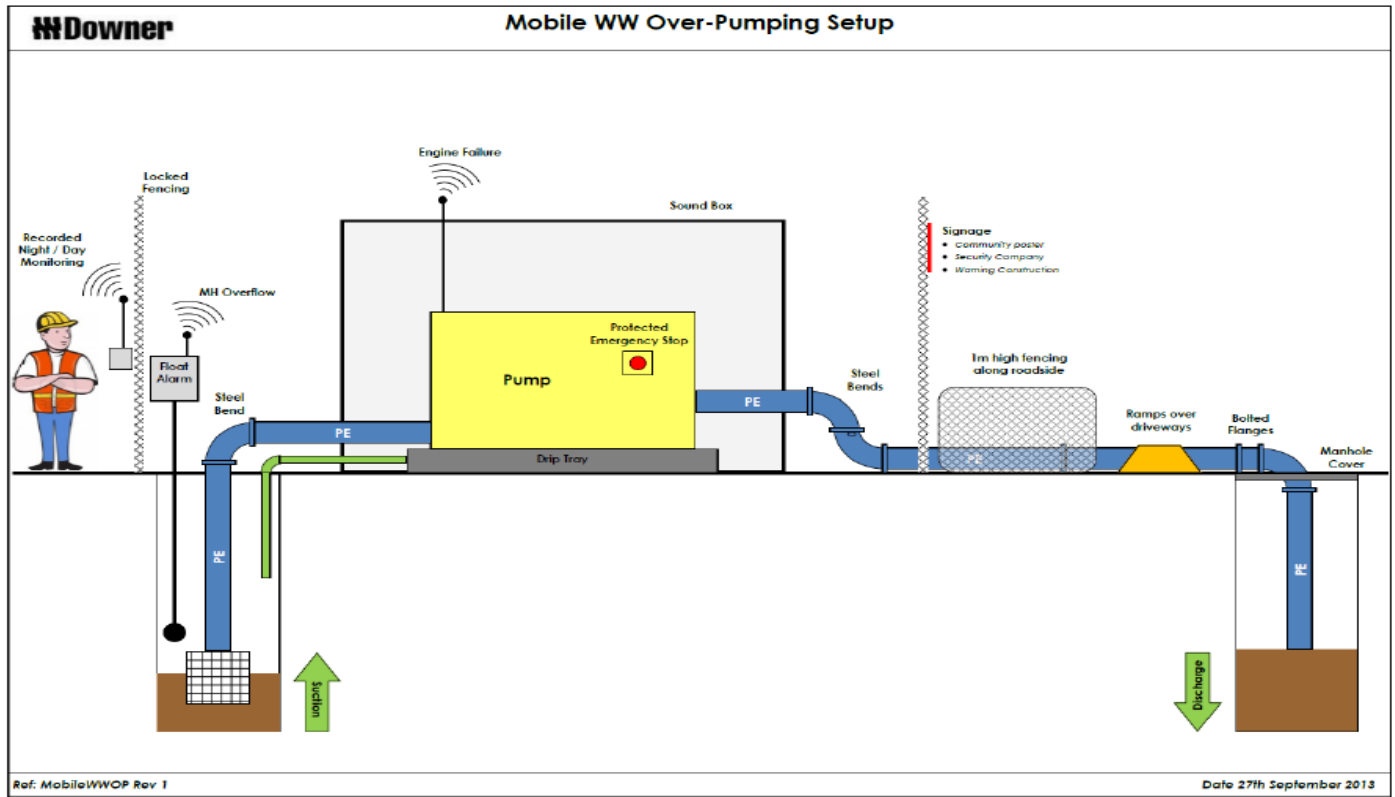 Downer
Mobile WW Over-Pumping Setup
Engine Failure
Locked
Fencing
Sound Box
Recorded
Night / Day
Monitoring
MH Overflow
Signage
• Community poster
• Security Company
• Warning Construction
Float
Alarm
Protected
Emergency Stop
Pump
1m high fencing
along roadside
Steel
Bend
Steel
Bends
PE
PE
Ramps over
driveways
Bolted
Flanges
Manhole
Cover
Drip Tray
PE
PE
PE
Suction
Discharge
Ref: MobileWWOP Rev 1
Date 27th September 2013